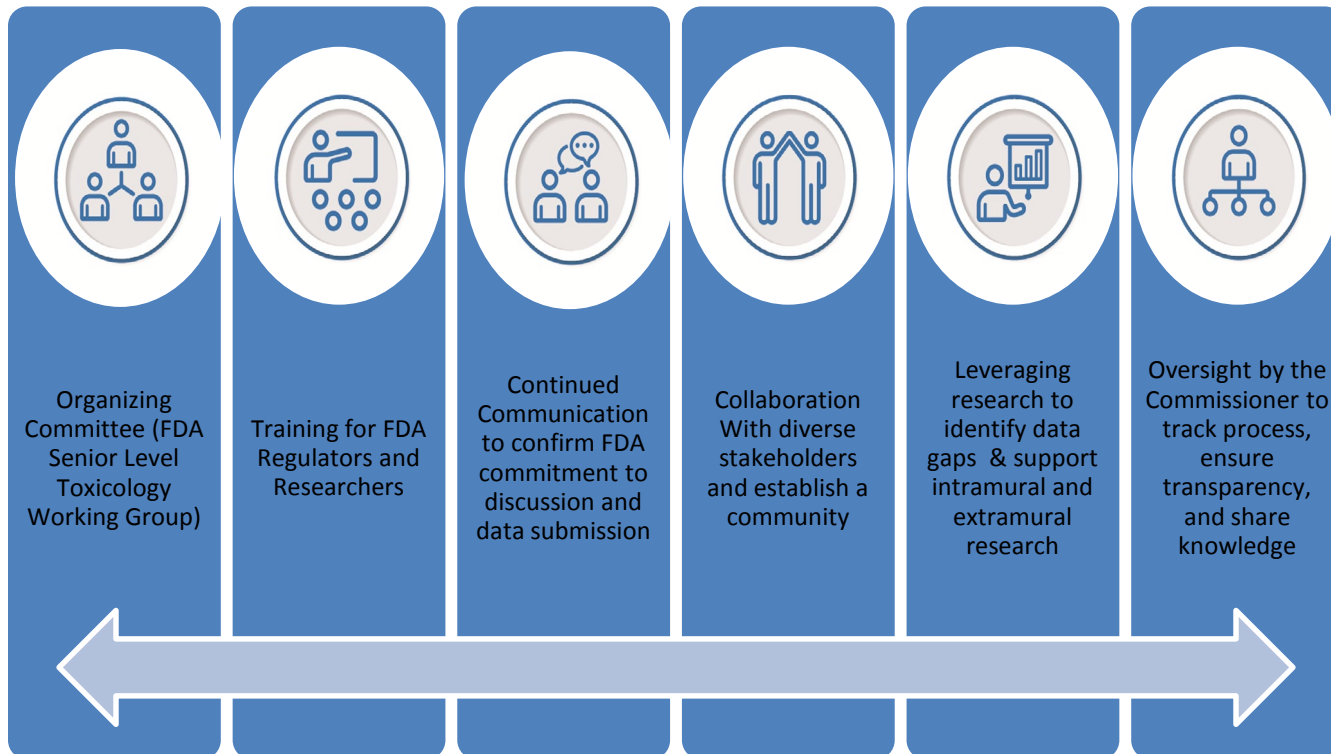 Organizing
Committee (FDA
Senior Level
Toxicology
Working Group)
Training for FDA
Regulators and
Researchers
Continued
Communication
to confirm FDA
commitment to
discussion and
data submission
Collaboration
With diverse
stakeholders
and establish a
community
Leveraging
research to
identify data
gaps & support
intramural and
extramural
research
Oversight by the
Commissioner to
track process,
ensure
transparency,
and share
knowledge